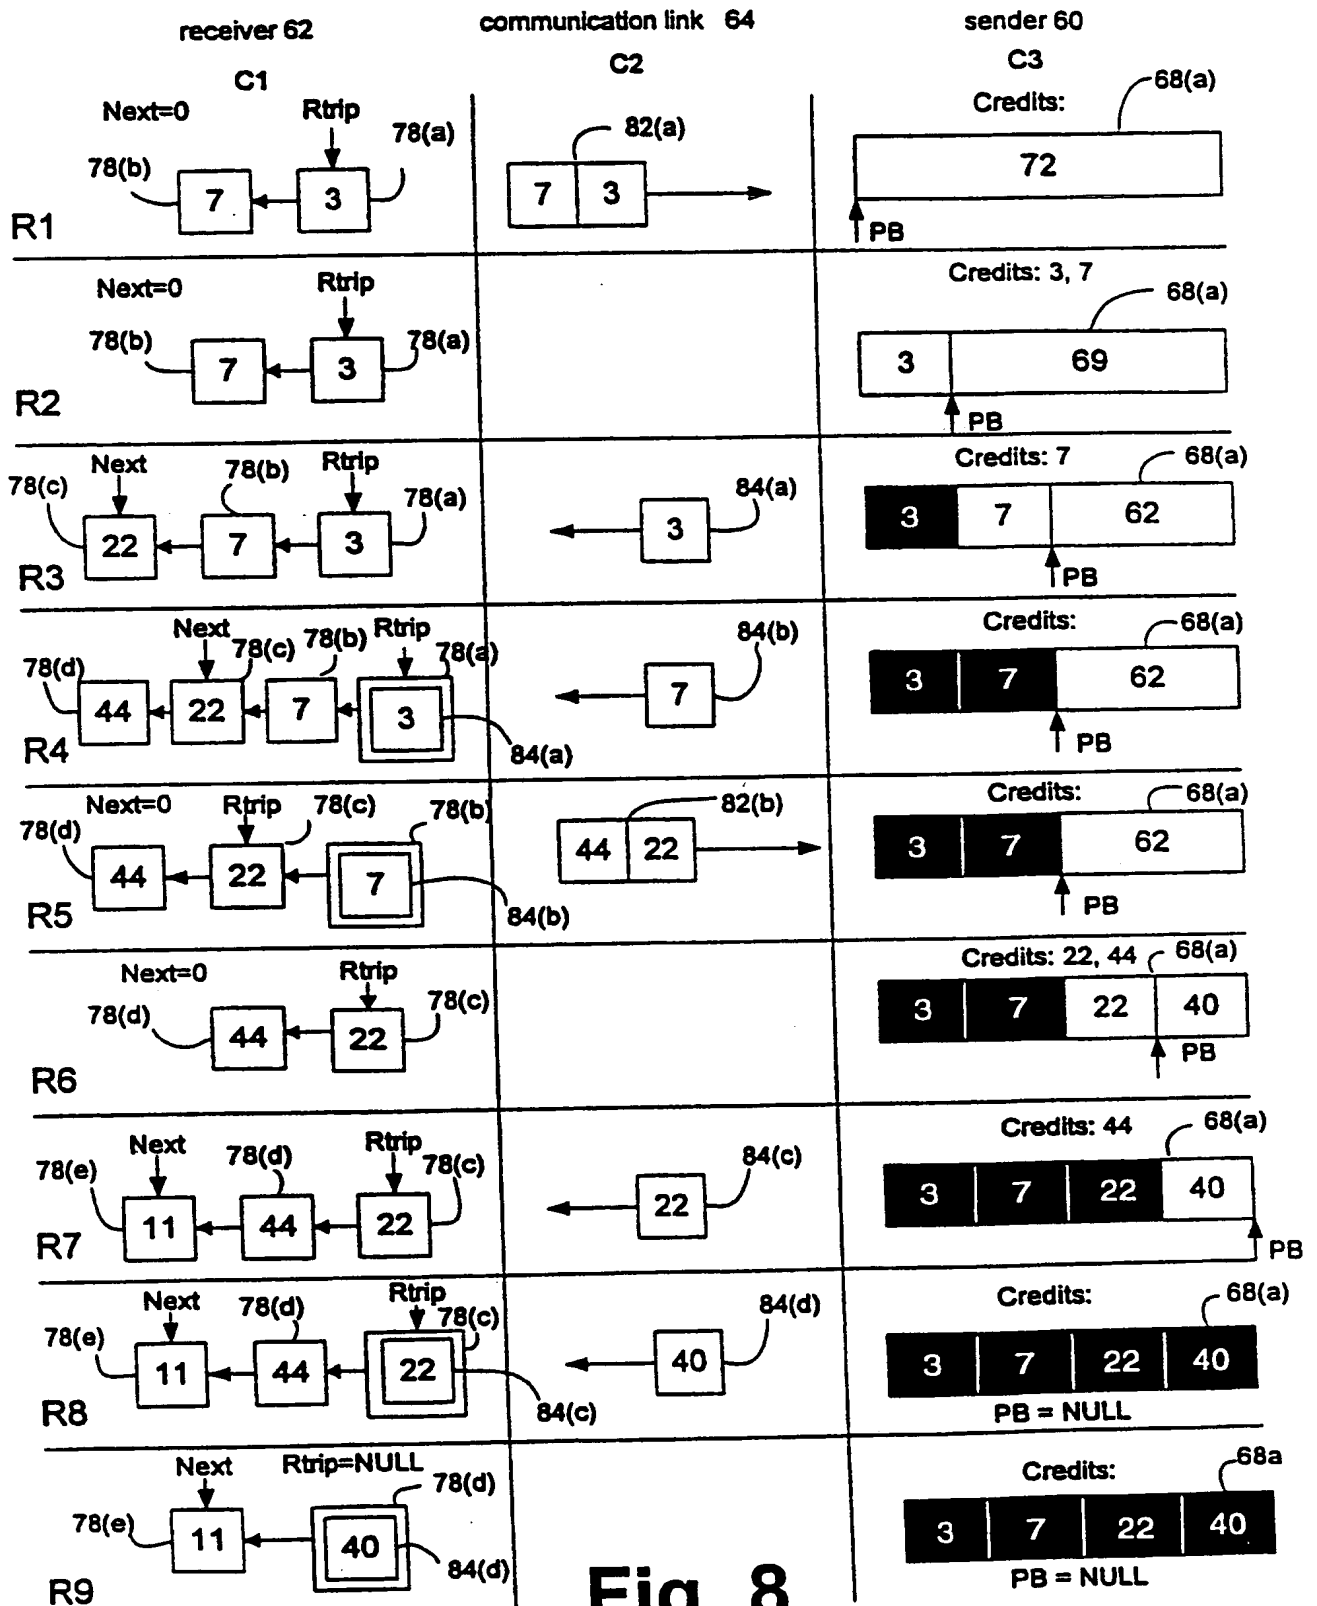 receiver 62 communication link 64 sender 60
C1 C2 C3
Next=0 Rtrip 78(a) 82(a) Credits: 68(a)
78(b) 7 3 7 3 72
R1 PB
Next=0 Rtrip Credits: 3, 7 68(a)
78(b) 7 3 78(a) 3 69
R2 PB
Next 78(b) Rtrip Credits: 7 68(a)
78(c) 22 7 3 78(a) 3 84(a) 3 7 62
R3 PB
Next 78(c) 78(b) Rtrip 78(a) 84(b) Credits: 68(a)
78(d) 44 22 7 3 7 3 7 62
R4 84(a) PB
Next=0 Rtrip 78(c) 78(b) 82(b) Credits: 68(a)
78(d) 44 22 7 44 22 3 7 62
R5 84(b) PB
Next=0 Rtrip Credits: 22, 44 68(a)
78(d) 44 22 78(c) 3 7 22 40
R6 PB
Next 78(d) Rtrip 78(c) 84(c) Credits: 44 68(a)
78(e) 11 44 22 22 3 7 22 40
R7 PB
Next 78(d) Rtrip 78(c) 84(d) Credits: 68(a)
78(e) 11 44 22 40 3 7 22 40
R8 84(c) PB = NULL
Next Rtrip=NULL 78(d) Credits: 68a
78(e) 11 40 3 7 22 40
R9 84(d) PB = NULL
Fig. 8